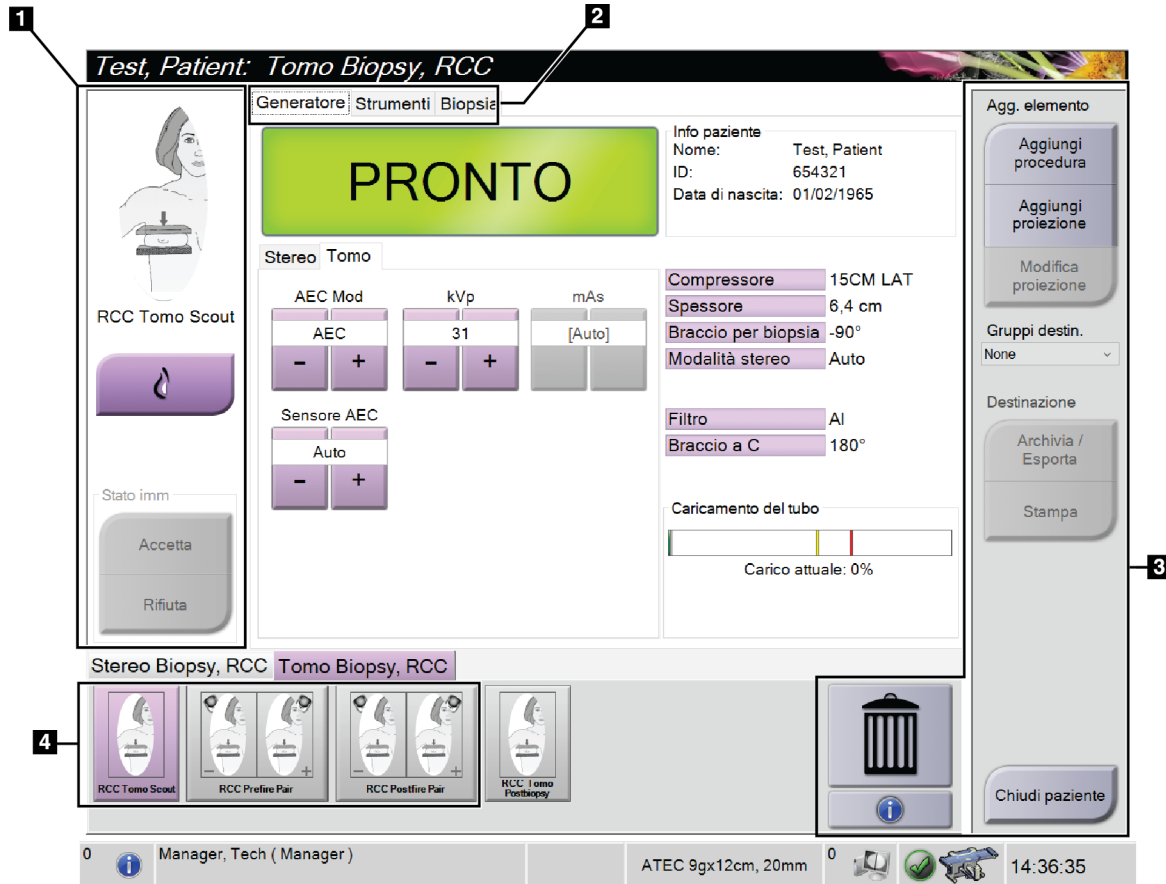 1
2
Test, Patient: Tomo Biopsy, RCC
Generatore Strumenti Biopsia
PRONTO
Info paziente
Nome: Test, Patient
ID: 654321
Data di nascita: 01/02/1965
Agg. elemento
Aggiungi
procedura
Aggiungi
proiezione
Modifica
proiezione
Gruppi destin.
None
Destinazione
Archivia /
Esporta
Stampa
RCC Tomo Scout
Stereo Tomo
AEC Mod
AEC
- +
kVp
31
- +
mAs
[Auto]
Sensore AEC
Auto
- +
Compressore 15CM LAT
Spessore 6,4 cm
Braccio per biopsia -90°
Modalità stereo Auto
Filtro Al
Braccio a C 180°
Caricamento del tubo
Carico attuale: 0%
Stato imm
Accetta
Rifiuta
3
Stereo Biopsy, RCC Tomo Biopsy, RCC
4
RCC Tomo Scout
- +
RCC Prefire Pair
- +
RCC Postfire Pair
RCC Tomo
Postbiopsy
Chiudi paziente
0 Manager, Tech ( Manager ) ATEC 9gx12cm, 20mm 0 14:36:35